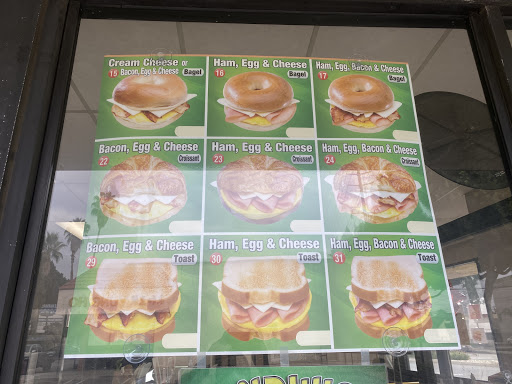 Cream Cheese or
15 Bacon, Egg & Cheese Bagel
Ham, Egg & Cheese
16 Bagel
Ham, Egg, Bacon & Cheese
17 Bagel
Bacon, Egg & Cheese
22 Croissant
Ham, Egg & Cheese
23 Croissant
Ham, Egg, Bacon & Cheese
24 Croissant
Bacon, Egg & Cheese
29 Toast
Ham, Egg & Cheese
30 Toast
Ham, Egg, Bacon & Cheese
31 Toast